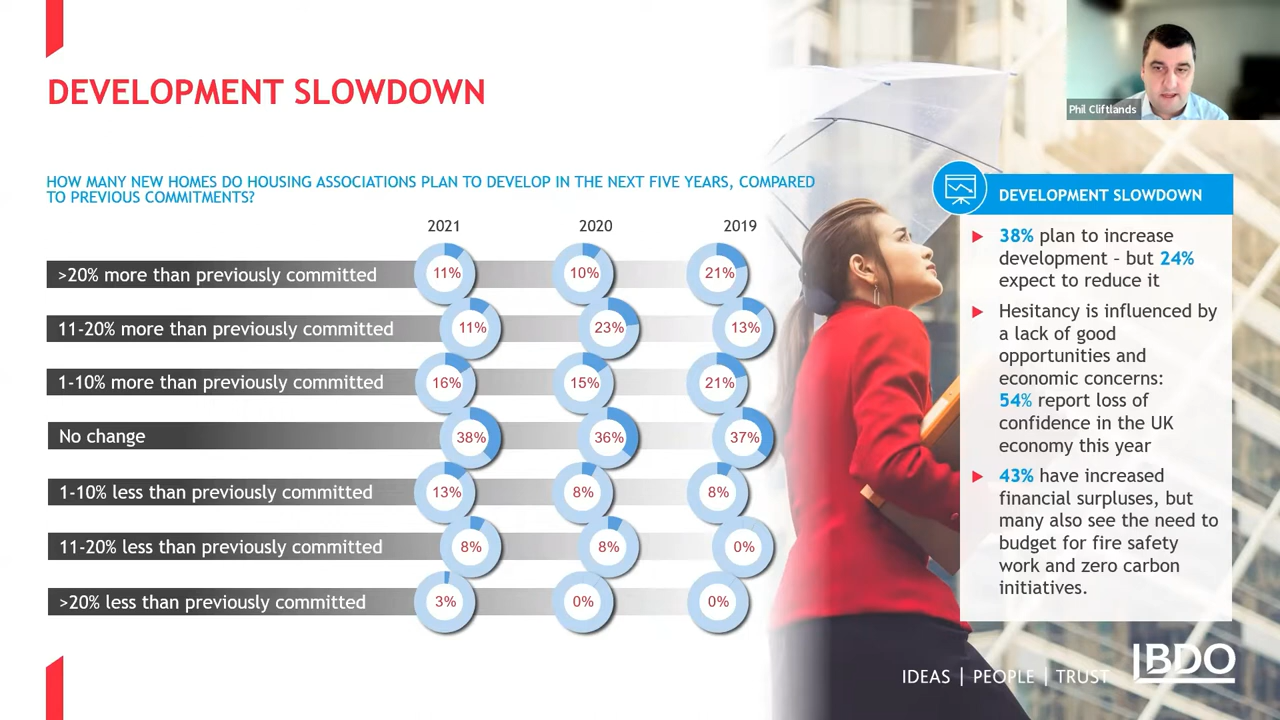 Phil Cliftlands
DEVELOPMENT SLOWDOWN
HOW MANY NEW HOMES DO HOUSING ASSOCIATIONS PLAN TO DEVELOP IN THE NEXT FIVE YEARS, COMPARED
TO PREVIOUS COMMITMENTS?
2021 2020 2019
>20% more than previously committed 11% 10% 21%
11-20% more than previously committed 11% 23% 13%
1-10% more than previously committed 16% 15% 21%
No change 38% 36% 37%
1-10% less than previously committed 13% 8% 8%
11-20% less than previously committed 8% 8% 0%
>20% less than previously committed 3% 0% 0%
DEVELOPMENT SLOWDOWN
38% plan to increase
development - but 24%
expect to reduce it
Hesitancy is influenced by
a lack of good
opportunities and
economic concerns:
54% report loss of
confidence in the UK
economy this year
43% have increased
financial surpluses, but
many also see the need to
budget for fire safety
work and zero carbon
initiatives.
IDEAS | PEOPLE | TRUST
BDO